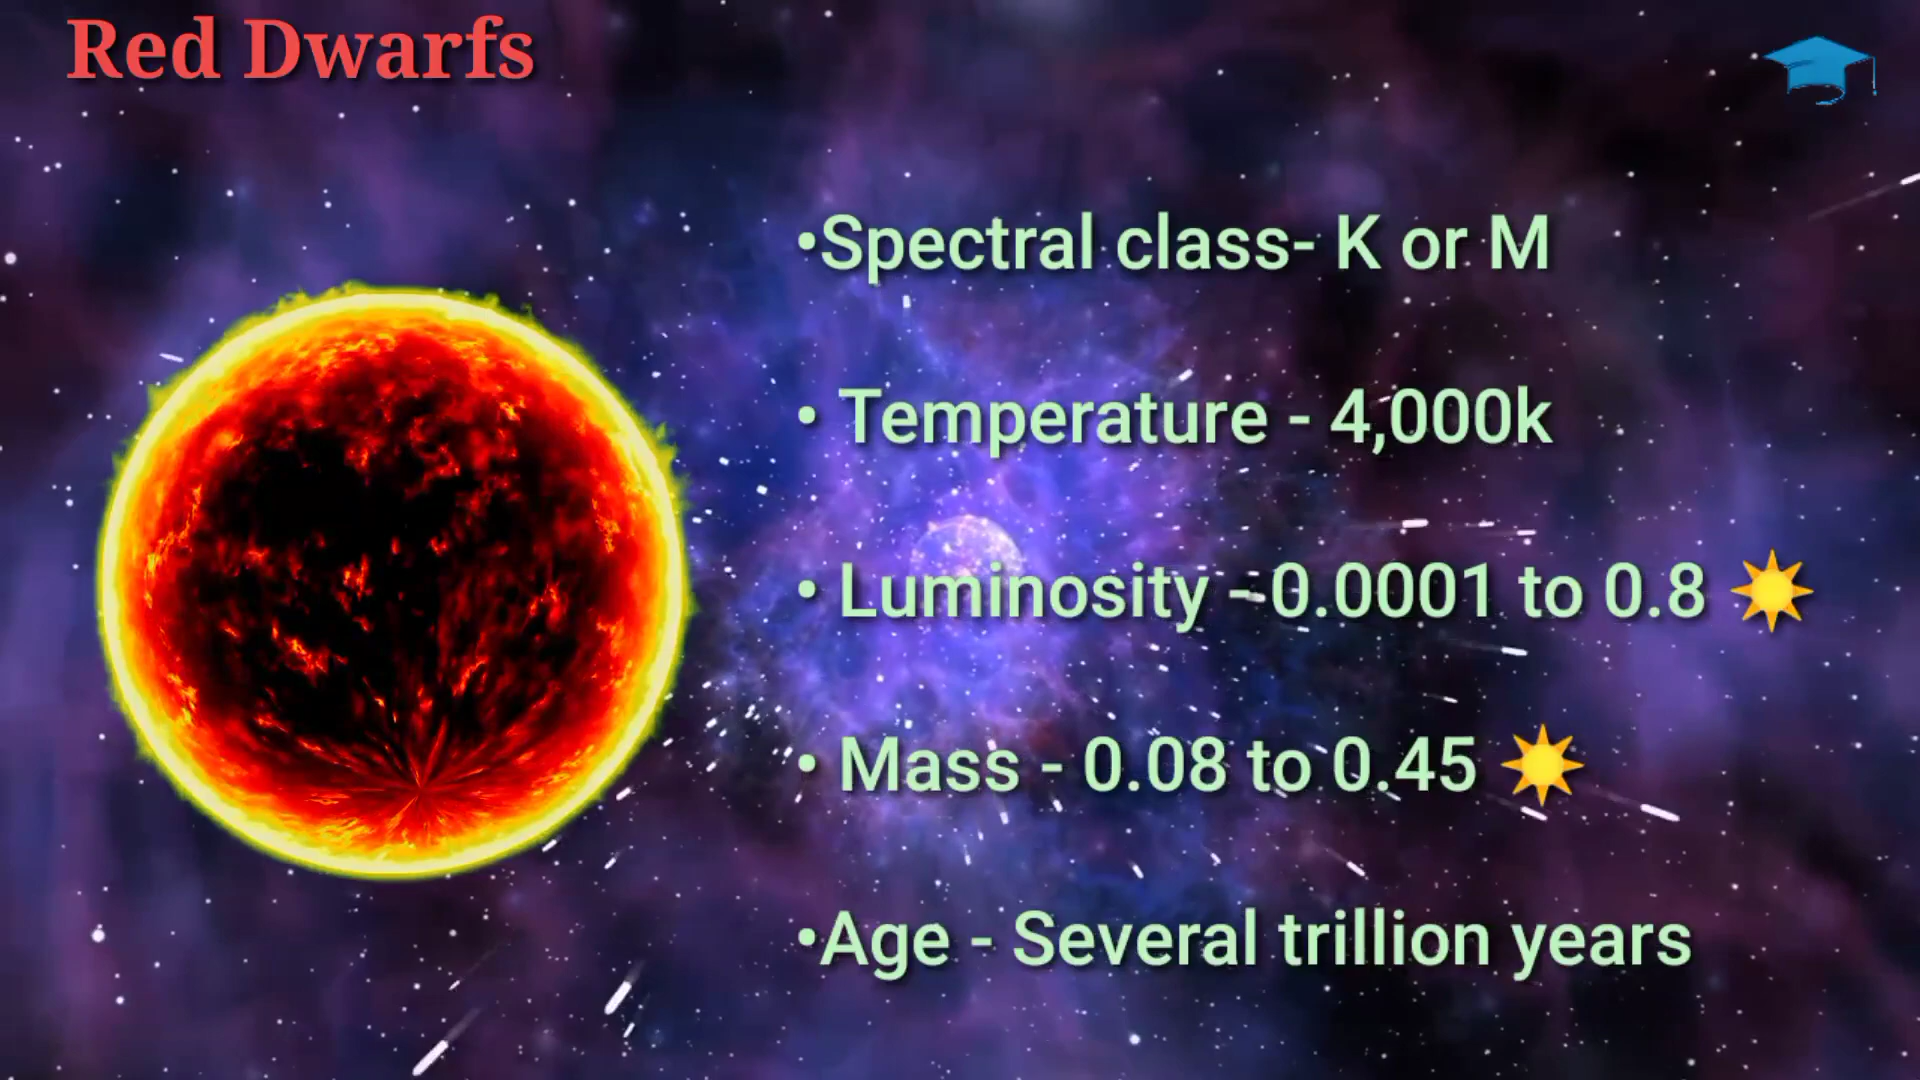 Red Dwarfs
•Spectral class- K or M
• Temperature - 4,000k
• Luminosity - 0.0001 to 0.8 ☀️
• Mass - 0.08 to 0.45 ☀️
•Age - Several trillion years